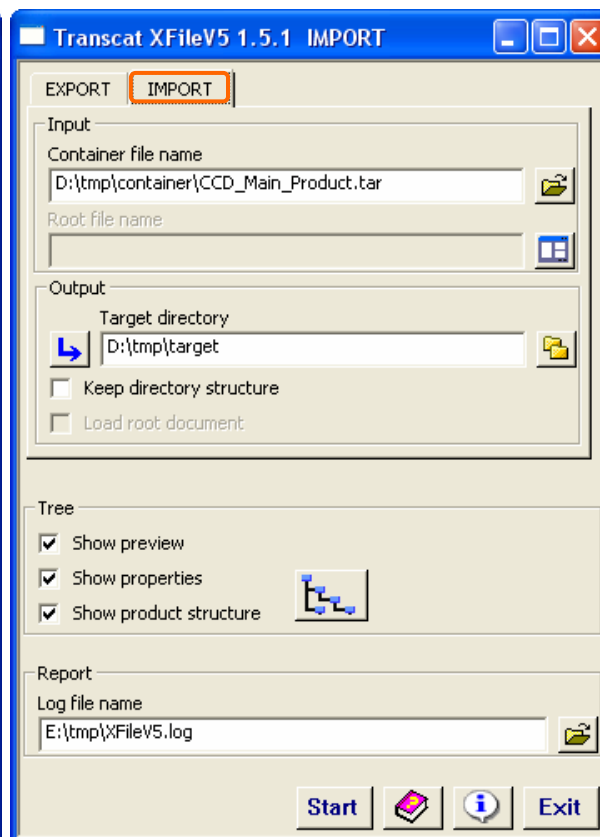 Transcat XFileV5 1.5.1 IMPORT
EXPORT IMPORT
Input
Container file name
D:\tmp\container\CCD_Main_Product.tar
Root file name
Output
Target directory
D:\tmp\target
Keep directory structure
Load root document
Tree
Show preview
Show properties
Show product structure
Report
Log file name
E:\tmp\XFileV5.log
Start Exit